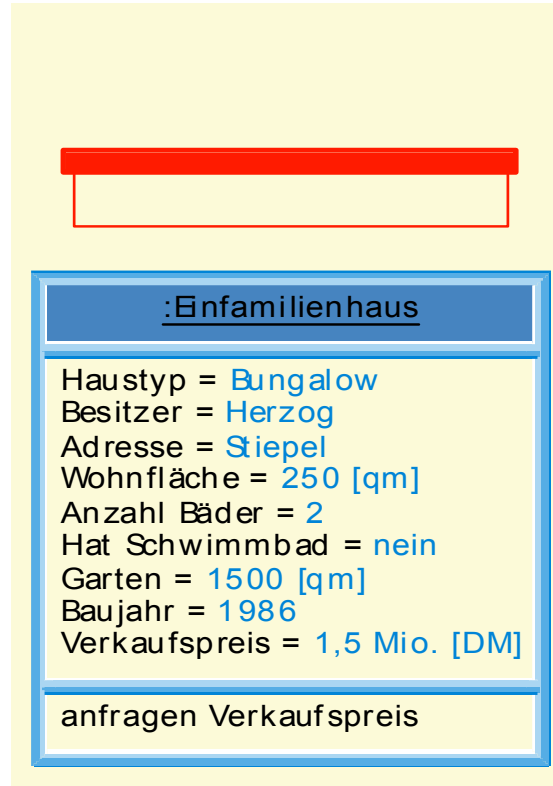 :Einfamilienhaus
Haustyp = Bungalow
Besitzer = Herzog
Adresse = Stiepel
Wohnfläche = 250 [qm]
Anzahl Bäder = 2
Hat Schwimmbad = nein
Garten = 1500 [qm]
Baujahr = 1986
Verkaufspreis = 1,5 Mio. [DM]
anfragen Verkaufspreis